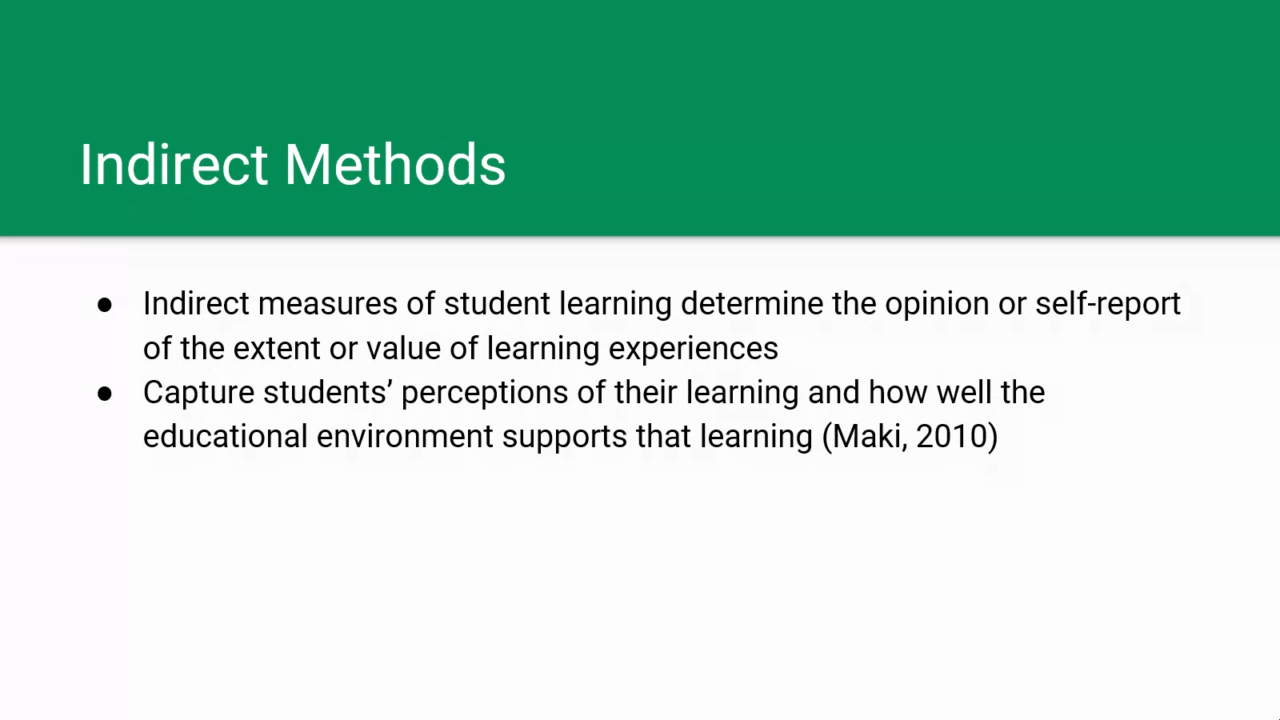 Indirect Methods
● Indirect measures of student learning determine the opinion or self-report
of the extent or value of learning experiences
● Capture students’ perceptions of their learning and how well the
educational environment supports that learning (Maki, 2010)